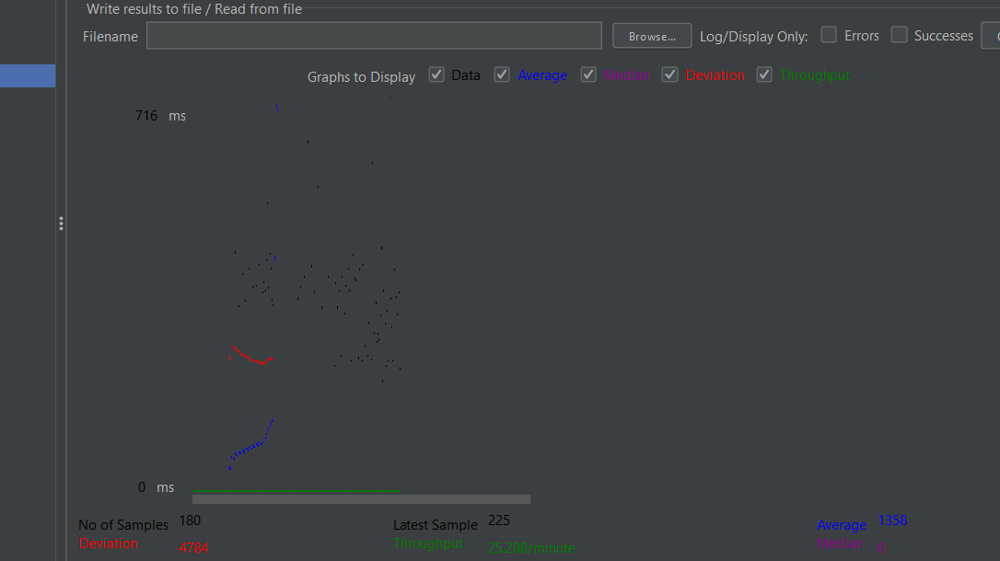 Write results to file / Read from file
Filename Browse... Log/Display Only: Errors Successes
Graphs to Display Data Average Median Deviation Throughput
716 ms
0 ms
No of Samples 180 Latest Sample 225 Average 1358
Deviation 4784 Throughput 25.288/minute Median 0